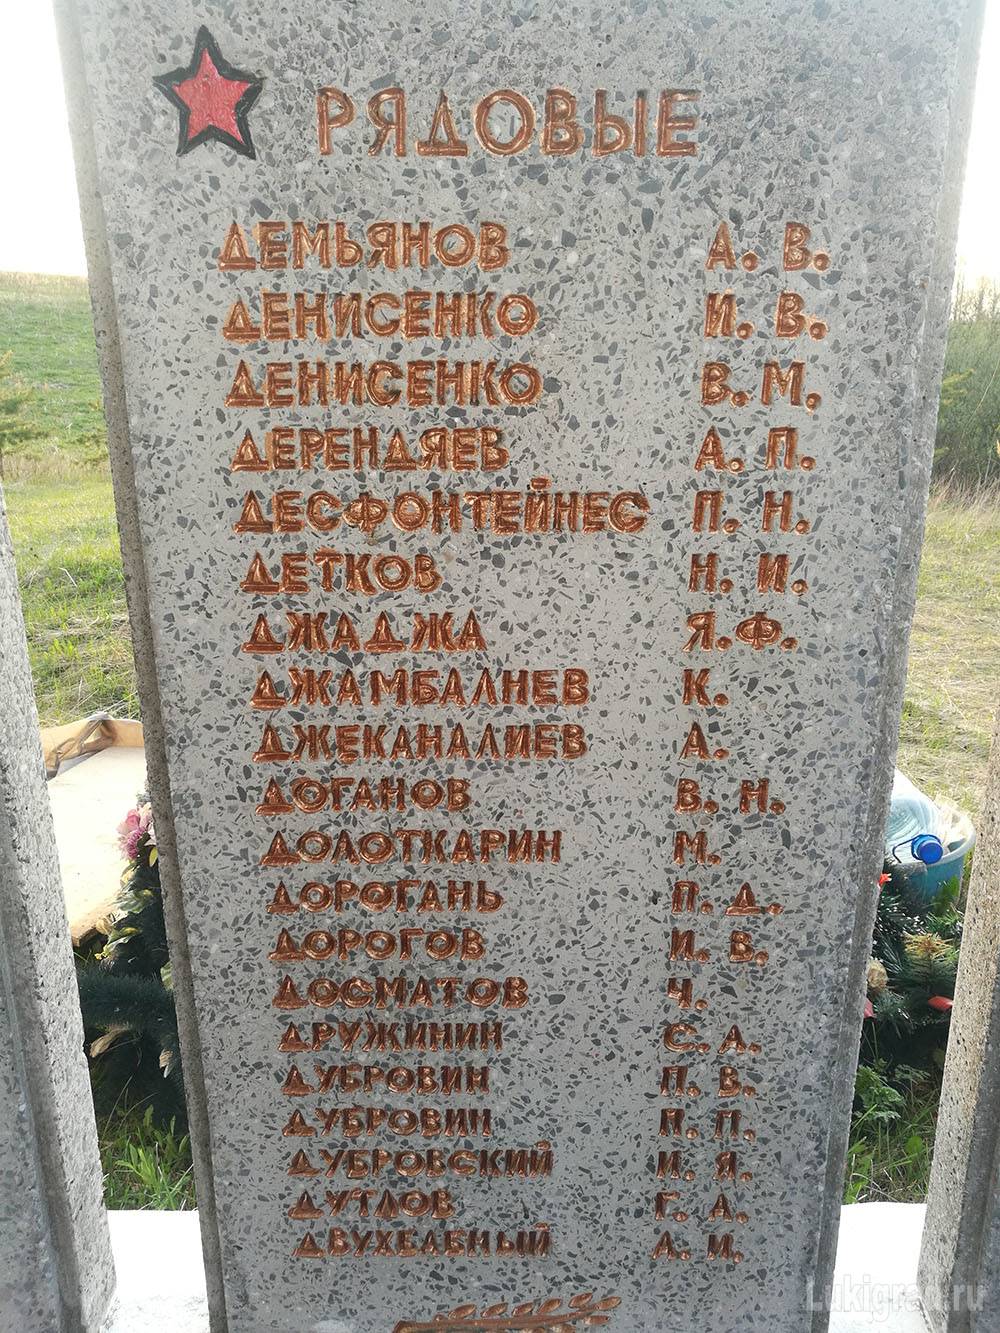 РЯДОВЫЕ
ДЕМЬЯНОВ А. В.
ДЕНИСЕНКО И. В.
ДЕНИСЕНКО В. М.
ДЕРЕНДЯЕВ А. П.
ДЕСФОНТЕЙНЕС П. Н.
ДЕТКОВ Н. И.
ДЖАДЖА Я. Ф.
ДЖАМБАЛНЕВ К.
ДЖЕКАНАЛИЕВ А.
ДОГАНОВ В. Н.
ДОЛОТКАРИН М.
ДОРОГАНЬ П. Д.
ДОРОГОВ И. В.
ДОСМАТОВ Ч.
ДРУЖИНИН С. А.
ДУБРОВИН П. В.
ДУБРОВИН Н. П.
ДУБРОВСКИЙ И. Я.
ДУТЛОВ Г. А.
ДВУХБАБНЫЙ А. И.
Lukigrad.ru